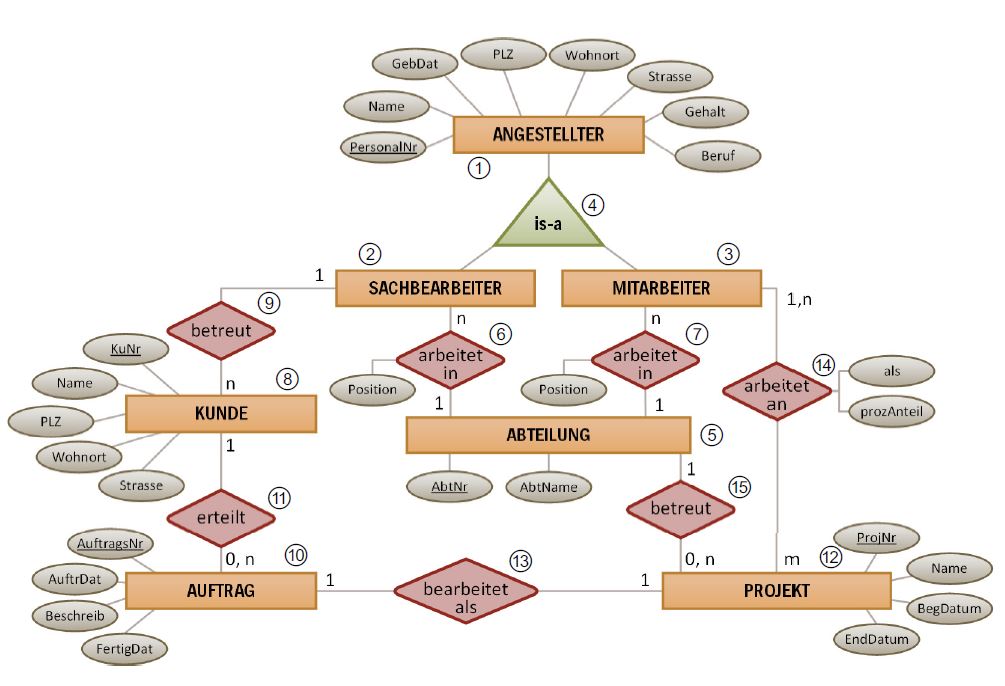 PLZ
Wohnort
GebDat
Strasse
Name
Gehalt
ANGESTELLTER
PersonalNr
Beruf
1
4
is-a
2
3
1
SACHBEARBEITER
MITARBEITER
1,n
9
n
n
betreut
6
7
KuNr
arbeitet
in
arbeitet
in
14
als
Name
n
8
Position
Position
arbeitet
an
prozAnteil
1
1
PLZ
KUNDE
ABTEILUNG
5
1
Wohnort
1
Strasse
AbtNr
AbtName
15
11
betreut
erteilt
AuftragsNr
ProjNr
0, n
10
13
0, n
m
12
Name
AuftrDat
1
1
AUFTRAG
bearbeitet
als
PROJEKT
Beschreib
BegDatum
FertigDat
EndDatum